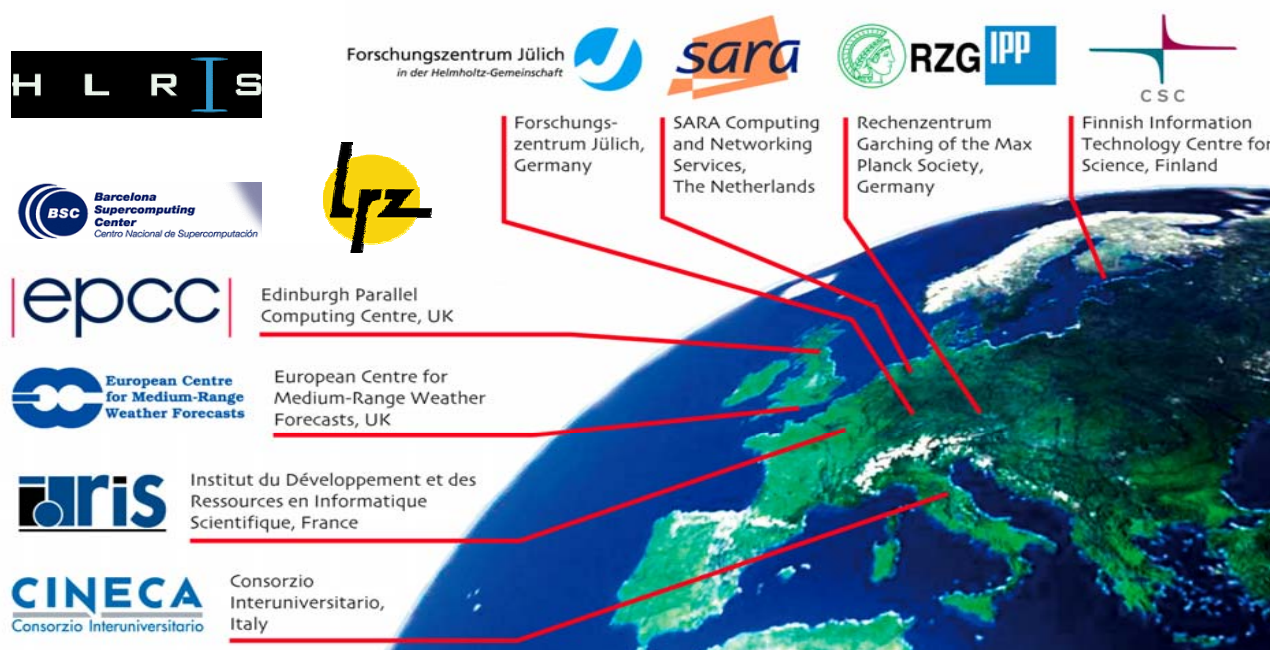 HLRIS
Barcelona
Supercomputing
Center
Centro Nacional de Supercomputación
BSC
lrz
Forschungszentrum Jülich
in der Helmholtz-Gemeinschaft
sara
RZG
IPP
CSC
Forschungs-
zentrum Jülich,
Germany
SARA Computing
and Networking
Services,
The Netherlands
Rechenzentrum
Garching of the Max
Planck Society,
Germany
Finnish Information
Technology Centre for
Science, Finland
epcc
Edinburgh Parallel
Computing Centre, UK
European Centre
for Medium-Range
Weather Forecasts
European Centre for
Medium-Range Weather
Forecasts, UK
idris
Institut du Développement et des
Ressources en Informatique
Scientifique, France
CINECA
Consorzio Interuniversitario
Consorzio
Interuniversitario,
Italy